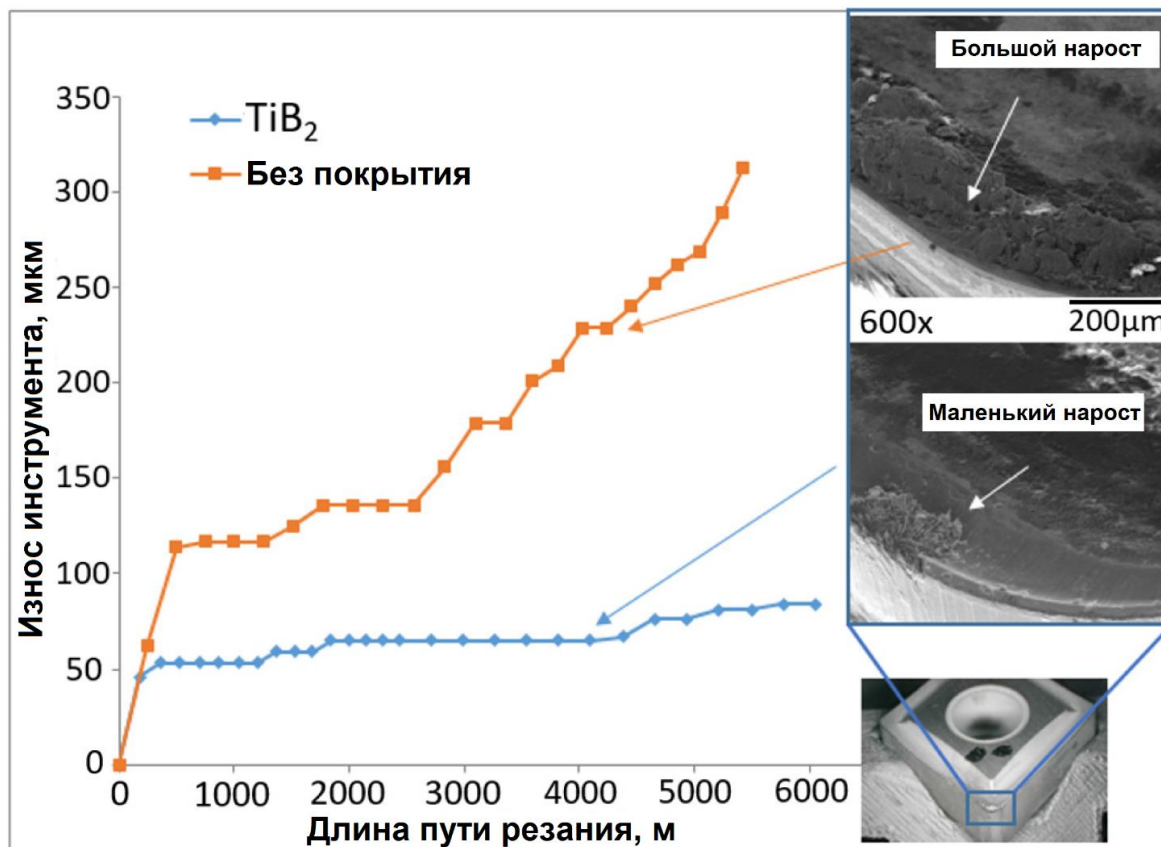 350
300
250
200
150
100
50
0
0 1000 2000 3000 4000 5000 6000
Износ инструмента, мкм
Длина пути резания, м
TiB₂
Без покрытия
Большой нарост
600x 200μm
Маленький нарост